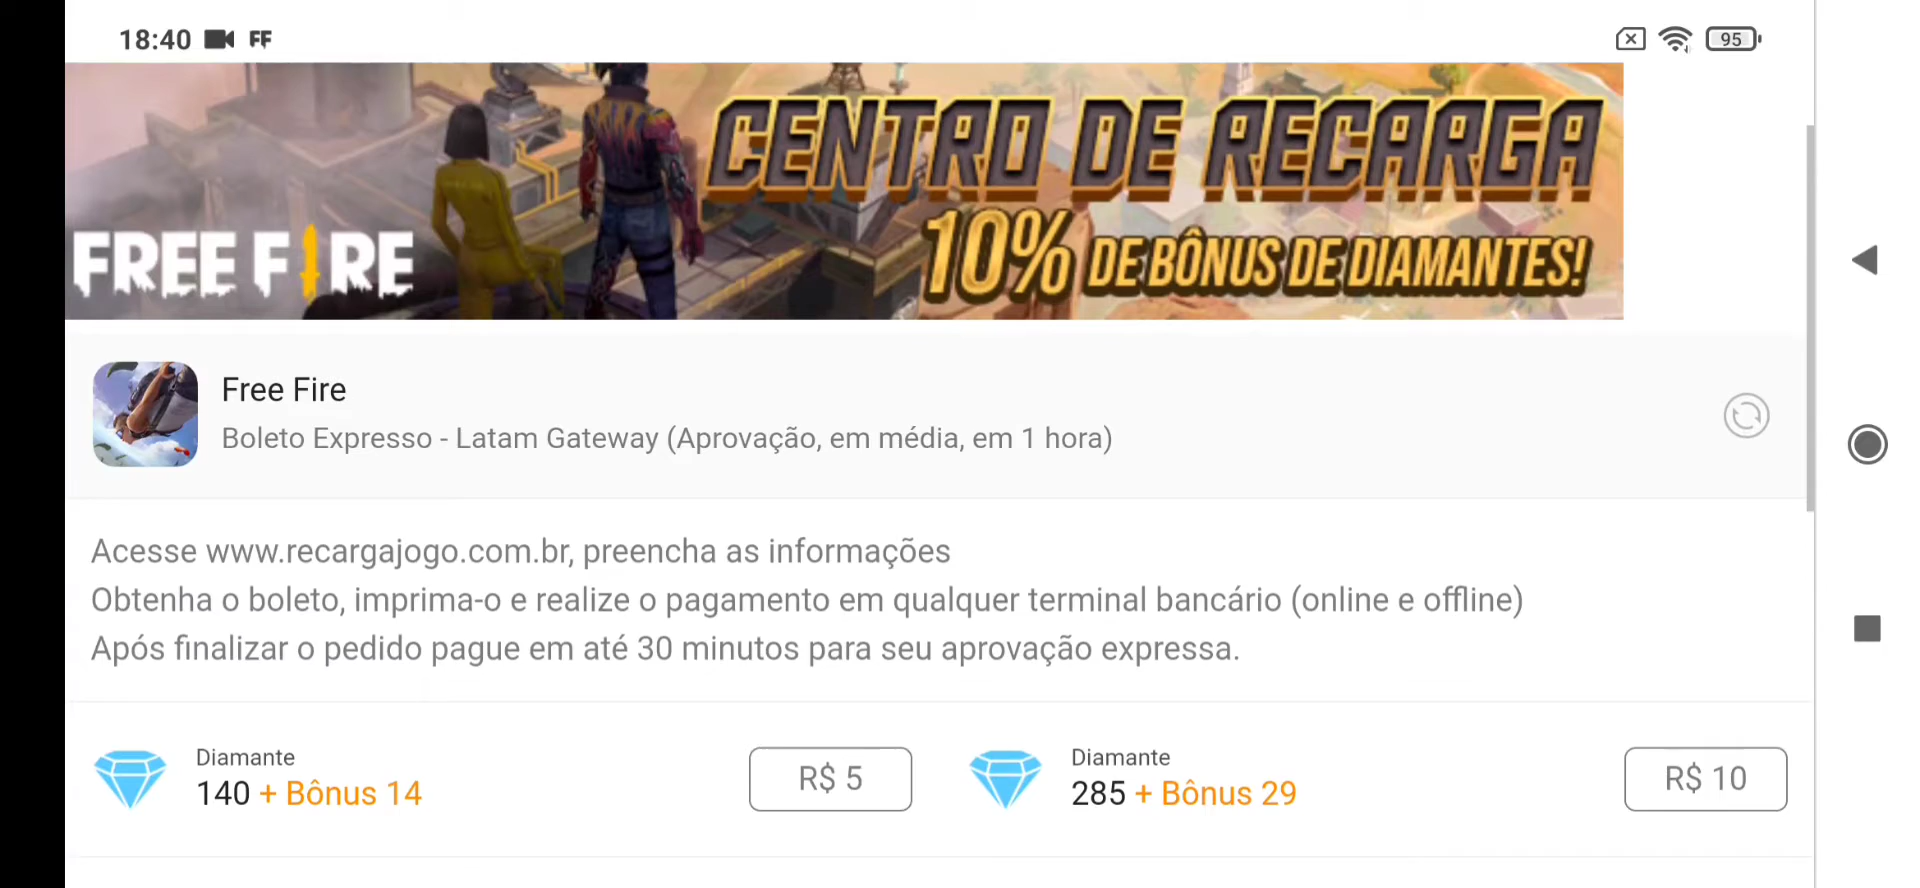 18:40 FF
95
CENTRO DE RECARGA
10% DE BÔNUS DE DIAMANTES!
FREE FIRE
Free Fire
Boleto Expresso - Latam Gateway (Aprovação, em média, em 1 hora)
Acesse www.recargajogo.com.br, preencha as informações
Obtenha o boleto, imprima-o e realize o pagamento em qualquer terminal bancário (online e offline)
Após finalizar o pedido pague em até 30 minutos para seu aprovação expressa.
Diamante
140 + Bônus 14
R$ 5
Diamante
285 + Bônus 29
R$ 10